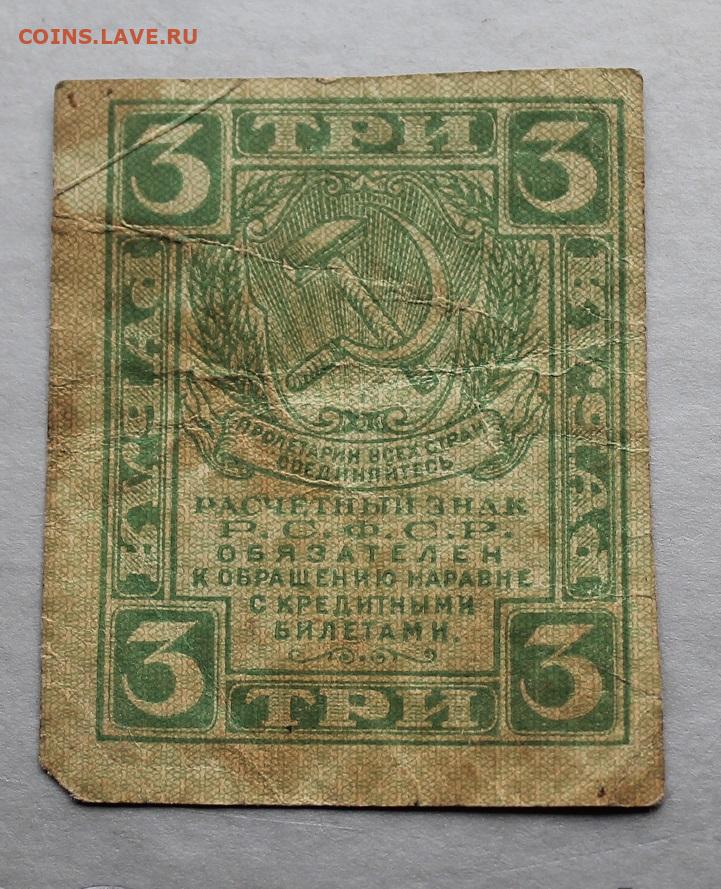 COINS.LAVE.RU
3 ТРИ 3
ПРОЛЕТАРИИ ВСЕХ СТРАН
СОЕДИНЯЙТЕСЬ
РАСЧЕТНЫЙ ЗНАК
Р.С.Ф.С.Р.
ОБЯЗАТЕЛЕН
К ОБРАЩЕНИЮ НАРАВНЕ
С КРЕДИТНЫМИ
БИЛЕТАМИ.
3 ТРИ 3